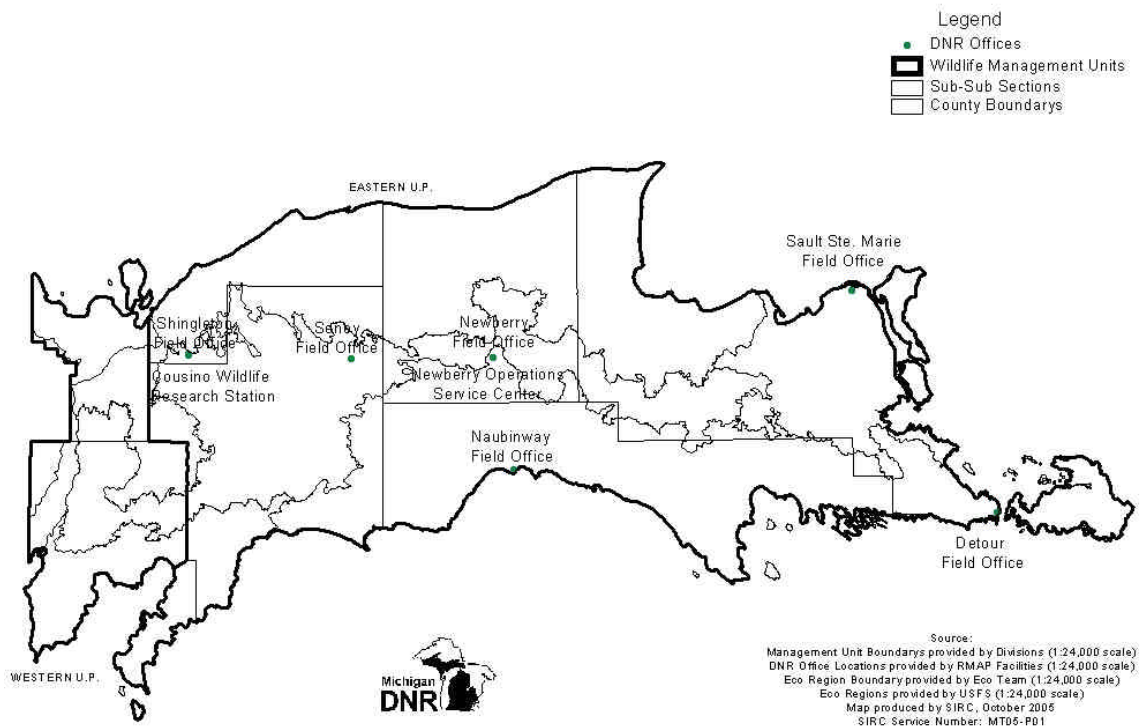 Legend
DNR Offices
Wildlife Management Units
Sub-Sub Sections
County Boundarys
EASTERN U.P.
Sault Ste. Marie
Field Office
Shingleton
Field Office
Seney
Field Office
Newberry
Field Office
Cousino Wildlife
Research Station
Newberry Operations
Service Center
Naubinway
Field Office
Detour
Field Office
WESTERN U.P.
Michigan
DNR
Source:
Management Unit Boundarys provided by Divisions (1:24,000 scale)
DNR Office Locations provided by RMAP Facilities (1:24,000 scale)
Eco Region Boundary provided by Eco Team (1:24,000 scale)
Eco Regions provided by USFS (1:24,000 scale)
Map produced by SIRC, October 2005
SIRC Service Number: MT05-P01